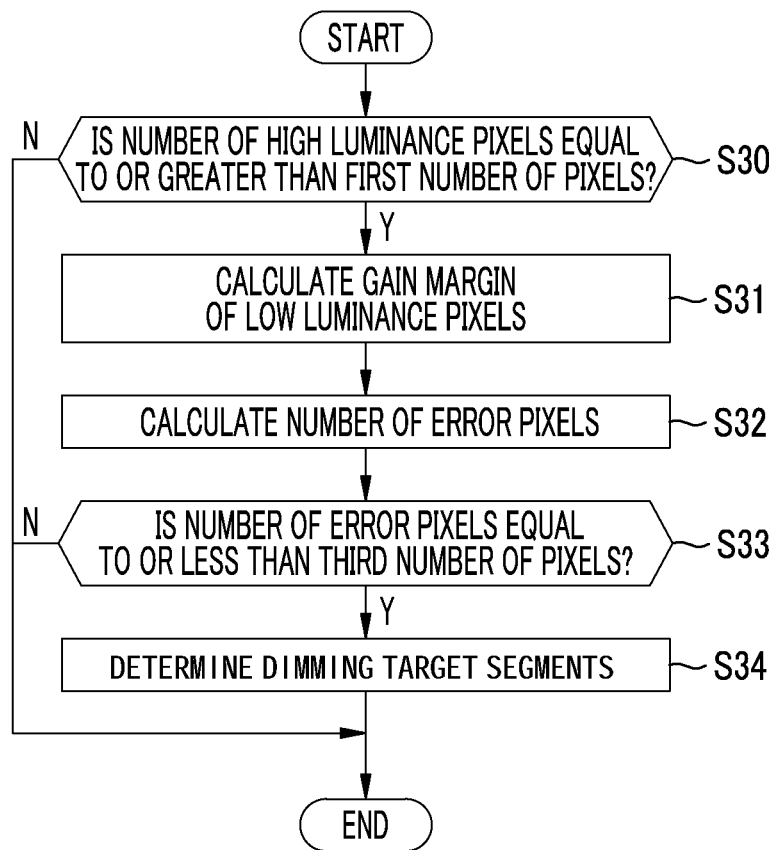 START
N
IS NUMBER OF HIGH LUMINANCE PIXELS EQUAL
TO OR GREATER THAN FIRST NUMBER OF PIXELS?
S30
Y
CALCULATE GAIN MARGIN
OF LOW LUMINANCE PIXELS
S31
CALCULATE NUMBER OF ERROR PIXELS
S32
N
IS NUMBER OF ERROR PIXELS EQUAL
TO OR LESS THAN THIRD NUMBER OF PIXELS?
S33
Y
DETERMINE DIMMING TARGET SEGMENTS
S34
END